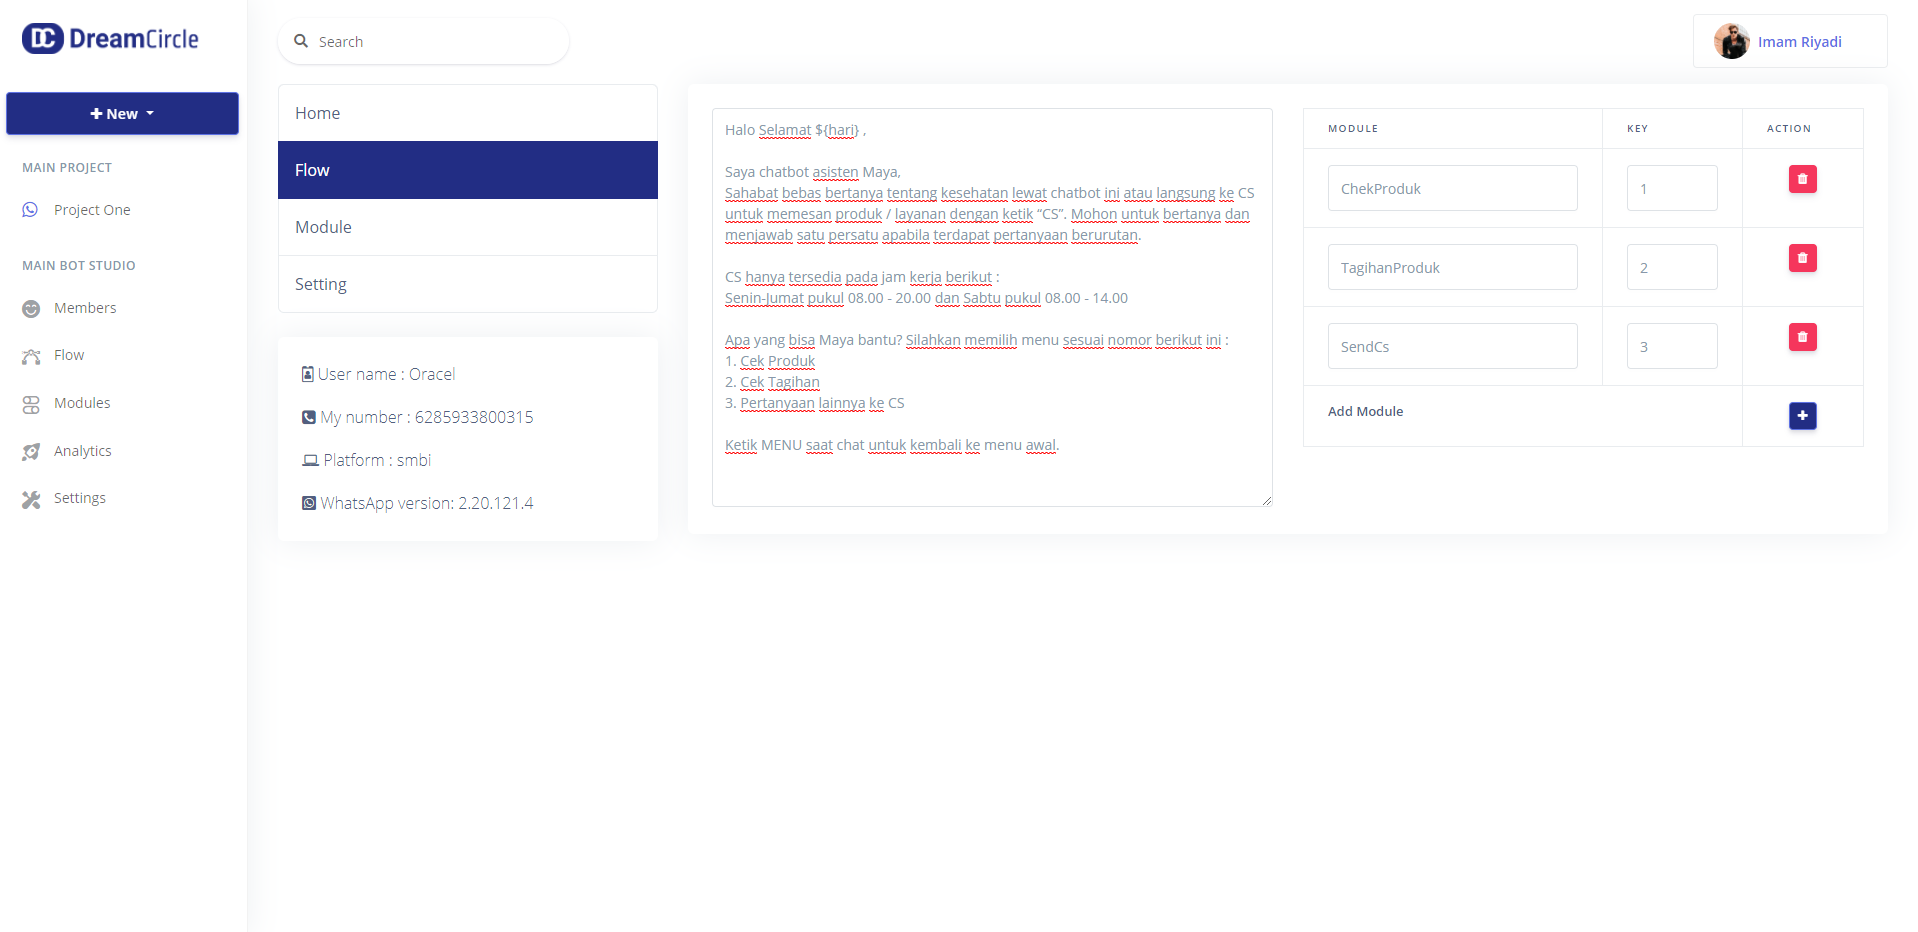 DC DreamCircle
Search
Imam Riyadi
New
MAIN PROJECT
Project One
MAIN BOT STUDIO
Members
Flow
Modules
Analytics
Settings
Home
Flow
Module
Setting
User name : Oracel
My number : 6285933800315
Platform : smbi
WhatsApp version: 2.20.121.4
Halo Selamat ${hari} ,
Saya chatbot asisten Maya,
Sahabat bebas bertanya tentang kesehatan lewat chatbot ini atau langsung ke CS
untuk memesan produk / layanan dengan ketik “CS”. Mohon untuk bertanya dan
menjawab satu persatu apabila terdapat pertanyaan berurutan.
CS hanya tersedia pada jam kerja berikut :
Senin-Jumat pukul 08.00 - 20.00 dan Sabtu pukul 08.00 - 14.00
Apa yang bisa Maya bantu? Silahkan memilih menu sesuai nomor berikut ini :
1. Cek Produk
2. Cek Tagihan
3. Pertanyaan lainnya ke CS
Ketik MENU saat chat untuk kembali ke menu awal.
MODULE KEY ACTION
ChekProduk 1
TagihanProduk 2
SendCs 3
Add Module